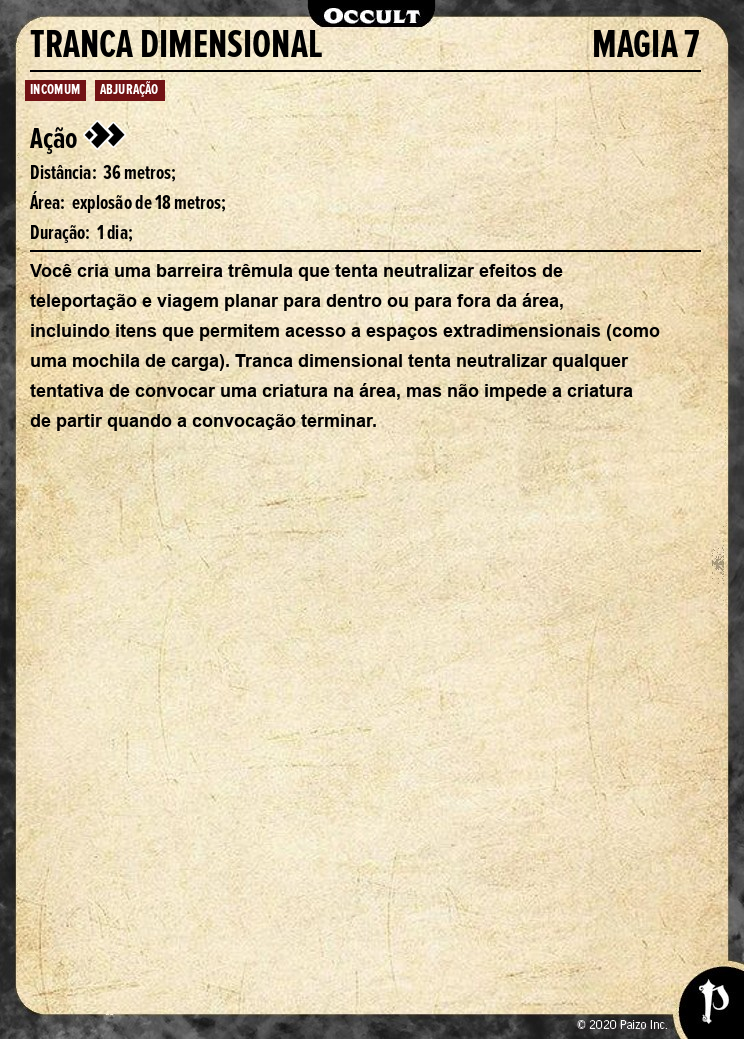 Occult
TRANCA DIMENSIONAL MAGIA 7
INCOMUM ABJURAÇÃO
Ação
Distância: 36 metros;
Área: explosão de 18 metros;
Duração: 1 dia;
Você cria uma barreira trêmula que tenta neutralizar efeitos de
teleportação e viagem planar para dentro ou para fora da área,
incluindo itens que permitem acesso a espaços extradimensionais (como
uma mochila de carga). Tranca dimensional tenta neutralizar qualquer
tentativa de convocar uma criatura na área, mas não impede a criatura
de partir quando a convocação terminar.
© 2020 Paizo Inc.
P